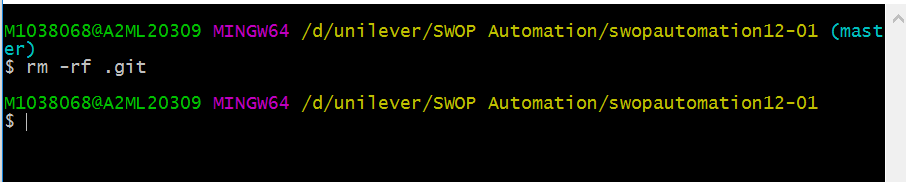 M1038068@A2ML20309 MINGW64 /d/unilever/SWOP Automation/swopautomation12-01 (mast
er)
$ rm -rf .git
M1038068@A2ML20309 MINGW64 /d/unilever/SWOP Automation/swopautomation12-01
$